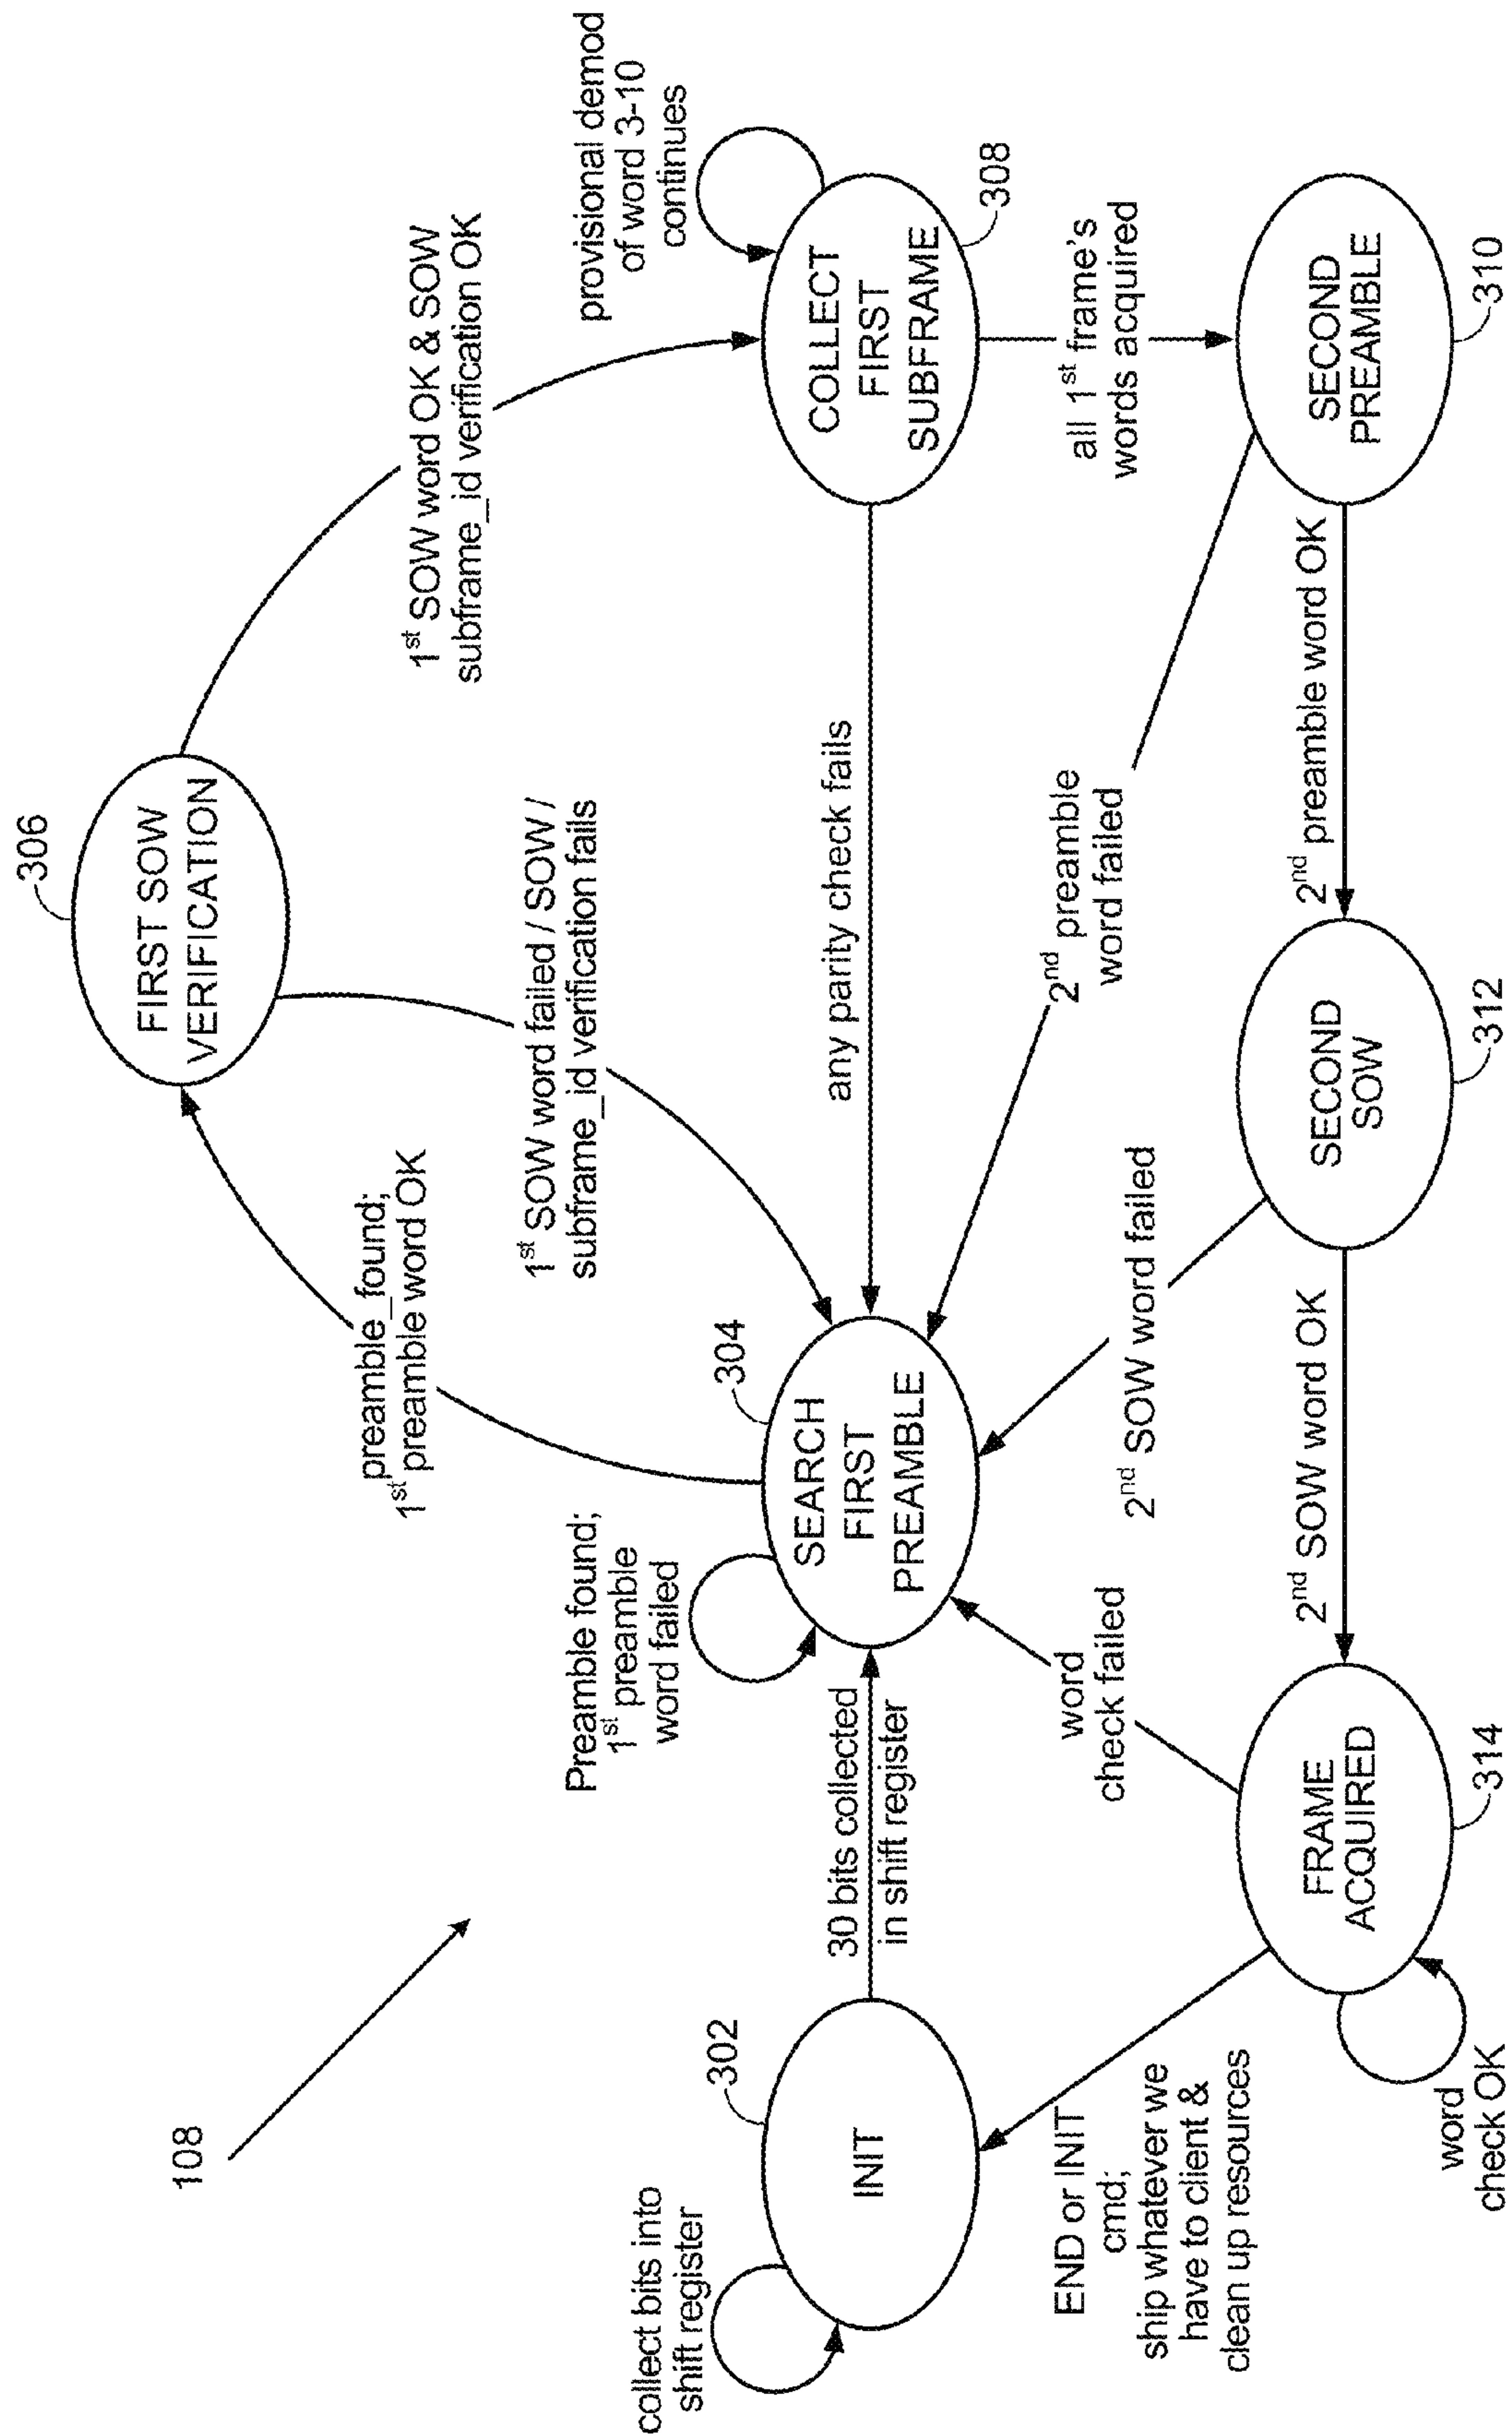 108
306
FIRST SOW
VERIFICATION
preamble_found;
1st preamble word OK
1st SOW word OK & SOW
subframe_id verification OK
1st SOW word failed / SOW /
subframe_id verification fails
collect bits into
shift register
302
INIT
30 bits collected
in shift register
Preamble found;
1st preamble
word failed
304
SEARCH
FIRST
PREAMBLE
any parity check fails
provisional demod
of word 3-10
continues
COLLECT
FIRST
SUBFRAME
308
END or INIT
cmd;
ship whatever we
have to client &
clean up resources
word
check failed
2nd SOW word failed
2nd preamble
word failed
all 1st frame's
words acquired
word
check OK
FRAME
ACQUIRED
314
2nd SOW word OK
SECOND
SOW
312
2nd preamble word OK
SECOND
PREAMBLE
310